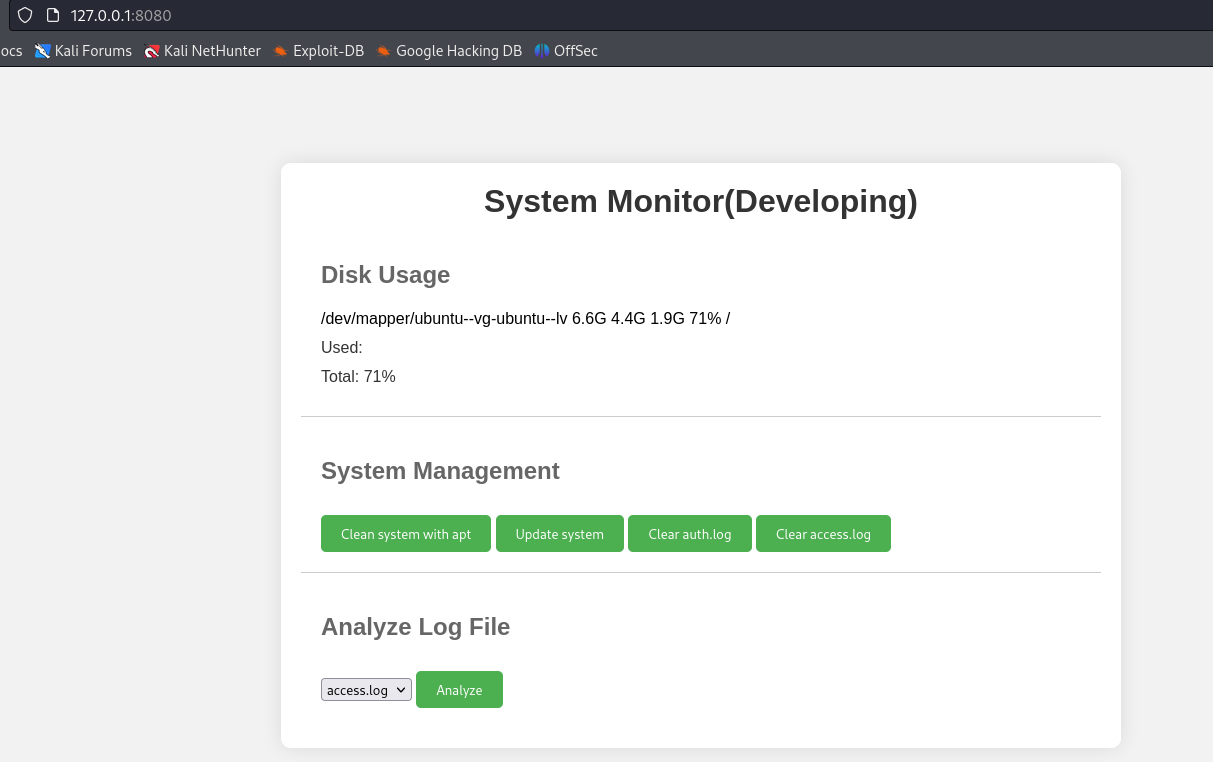 127.0.0.1:8080
ocs Kali Forums Kali NetHunter Exploit-DB Google Hacking DB OffSec
System Monitor(Developing)
Disk Usage
/dev/mapper/ubuntu--vg-ubuntu--lv 6.6G 4.4G 1.9G 71% /
Used:
Total: 71%
System Management
Clean system with apt Update system Clear auth.log Clear access.log
Analyze Log File
access.log Analyze